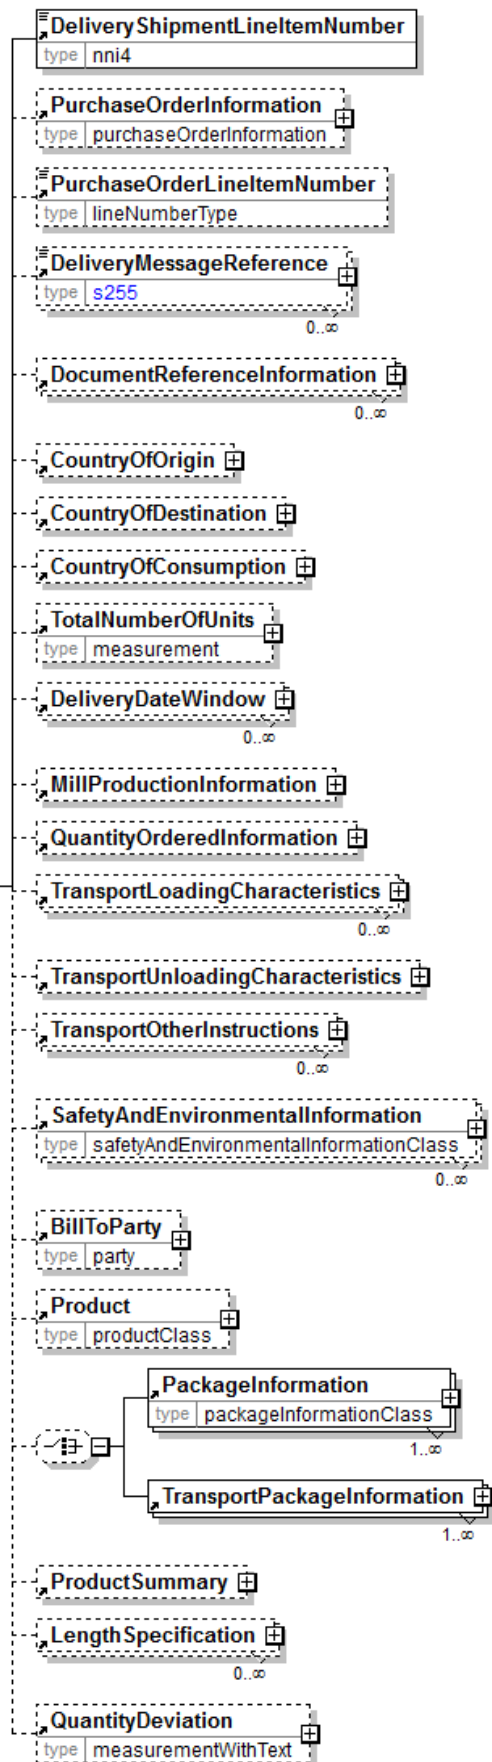 DeliveryShipmentLineItemNumber
type nni4
PurchaseOrderInformation
type purchaseOrderInformation
PurchaseOrderLineItemNumber
type lineNumberType
DeliveryMessageReference
type s255
0..∞
DocumentReferenceInformation
0..∞
CountryOfOrigin
CountryOfDestination
CountryOfConsumption
TotalNumberOfUnits
type measurement
DeliveryDateWindow
0..∞
MillProductionInformation
QuantityOrderedInformation
TransportLoadingCharacteristics
0..∞
TransportUnloadingCharacteristics
TransportOtherInstructions
0..∞
SafetyAndEnvironmentalInformation
type safetyAndEnvironmentalInformationClass
0..∞
BillToParty
type party
Product
type productClass
PackageInformation
type packageInformationClass
1..∞
TransportPackageInformation
1..∞
ProductSummary
LengthSpecification
0..∞
QuantityDeviation
type measurementWithText